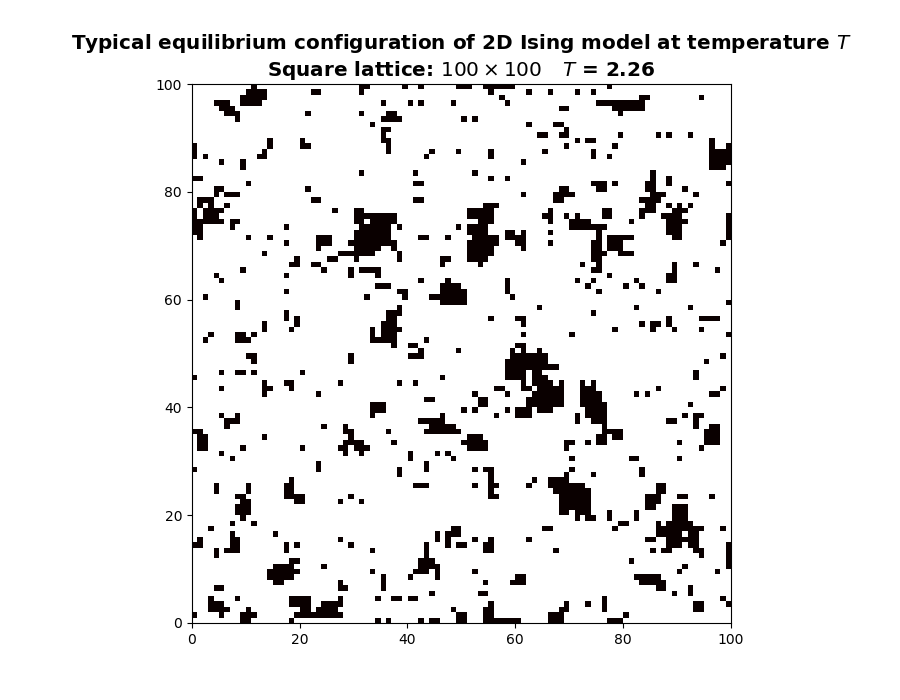 Typical equilibrium configuration of 2D Ising model at temperature T
Square lattice: 100 × 100 T = 2.26
100
80
60
40
20
0
0 20 40 60 80 100